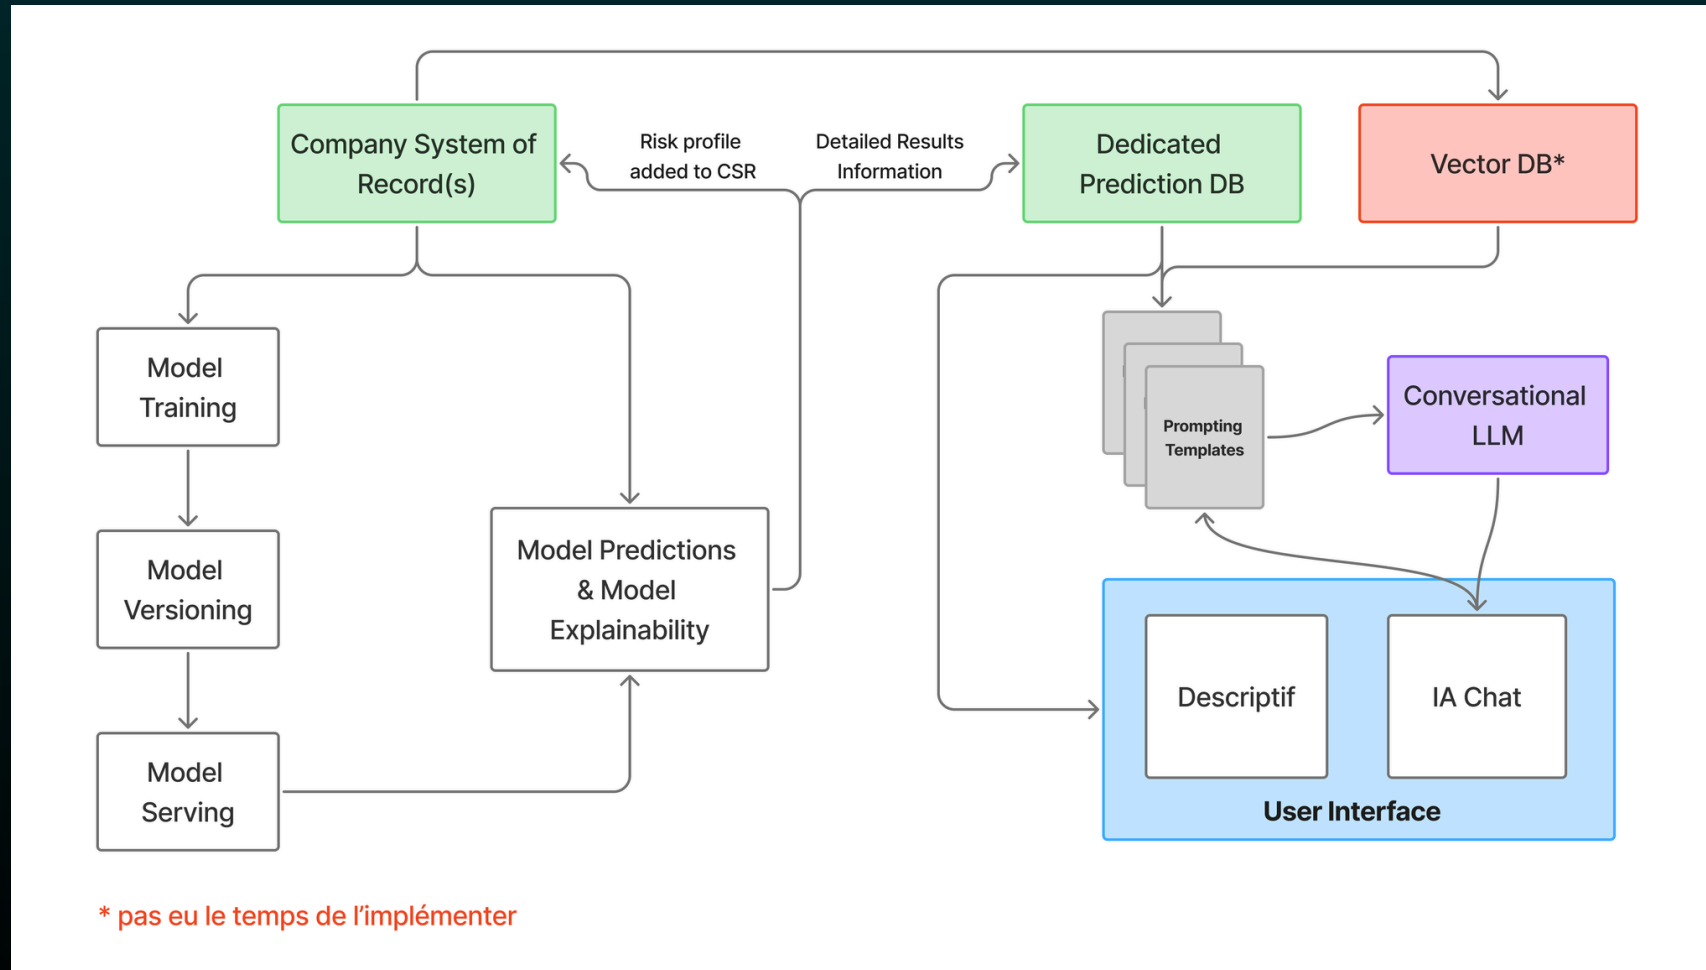 Company System of
Record(s)
Risk profile
added to CSR
Detailed Results
Information
Dedicated
Prediction DB
Vector DB*
Model
Training
Model
Versioning
Model
Serving
Model Predictions
& Model
Explainability
Prompting
Templates
Conversational
LLM
Descriptif
IA Chat
User Interface
* pas eu le temps de l’implémenter